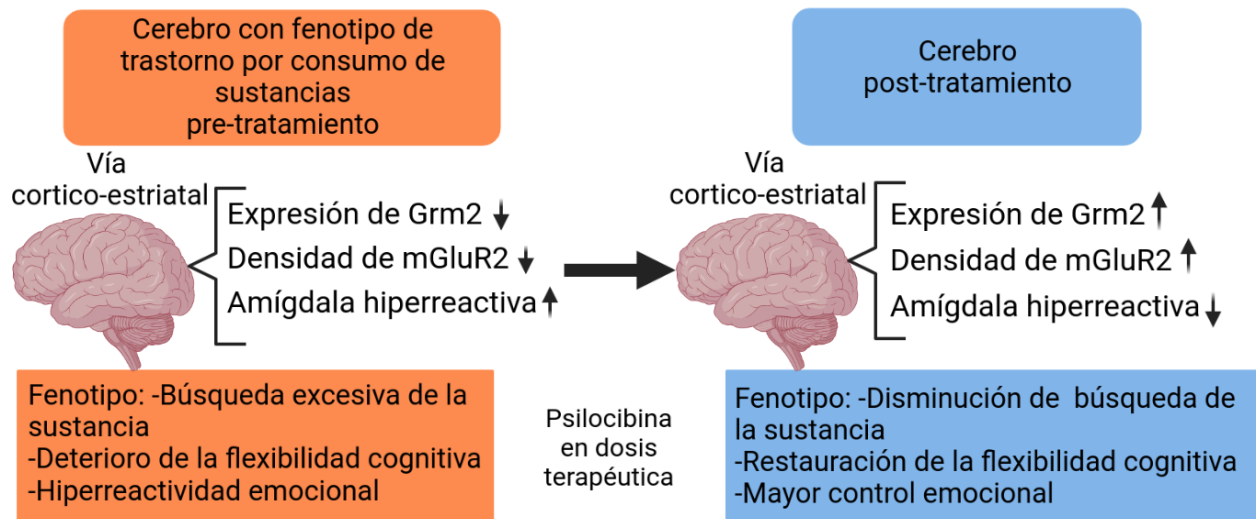 Cerebro con fenotipo de
trastorno por consumo de
sustancias
pre-tratamiento
Vía
cortico-estriatal
Expresión de Grm2
Densidad de mGluR2
Amígdala hiperreactiva
Fenotipo: -Búsqueda excesiva de la
sustancia
-Deterioro de la flexibilidad cognitiva
-Hiperreactividad emocional
Psilocibina
en dosis
terapéutica
Cerebro
post-tratamiento
Vía
cortico-estriatal
Expresión de Grm2
Densidad de mGluR2
Amígdala hiperreactiva
Fenotipo: -Disminución de búsqueda de
la sustancia
-Restauración de la flexibilidad cognitiva
-Mayor control emocional